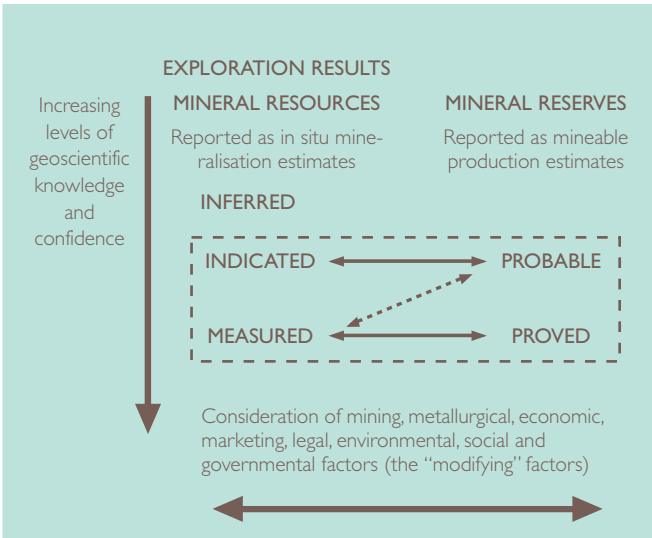 EXPLORATION RESULTS
Increasing
levels of
geoscientific
knowledge
and
confidence
MINERAL RESOURCES
Reported as in situ mine-
ralisation estimates
MINERAL RESERVES
Reported as mineable
production estimates
INFERRED
INDICATED
PROBABLE
MEASURED
PROVED
Consideration of mining, metallurgical, economic,
marketing, legal, environmental, social and
governmental factors (the “modifying” factors)